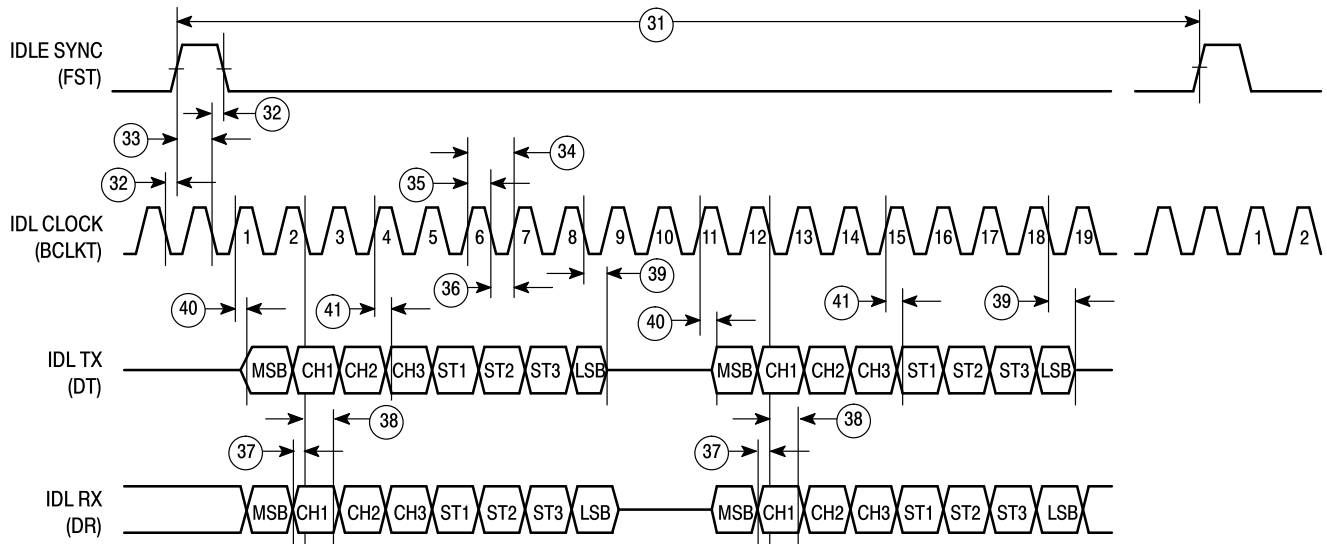 31
IDLE SYNC
(FST)
32
33
34
32
35
IDL CLOCK
(BCLKT)
1 2 3 4 5 6 7 8 9 10 11 12 13 14 15 16 17 18 19 1 2
36
39
40
41
41
39
40
IDL TX
(DT)
MSB CH1 CH2 CH3 ST1 ST2 ST3 LSB MSB CH1 CH2 CH3 ST1 ST2 ST3 LSB
38
38
37
37
IDL RX
(DR)
MSB CH1 CH2 CH3 ST1 ST2 ST3 LSB MSB CH1 CH2 CH3 ST1 ST2 ST3 LSB